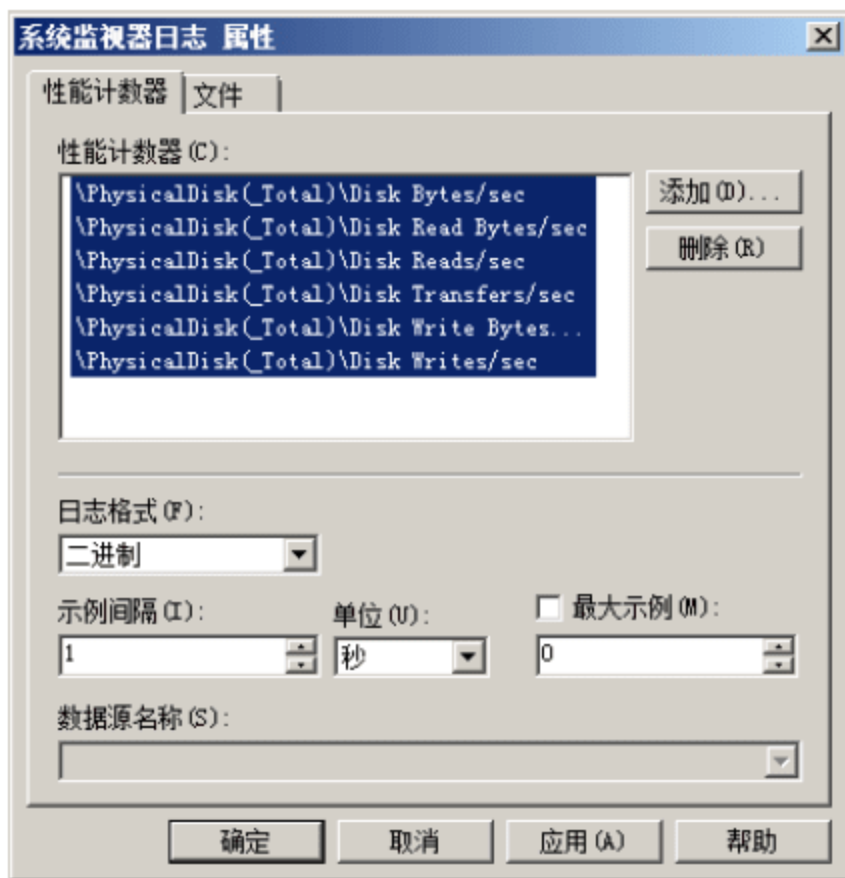 系统监视器日志 属性
性能计数器 文件
性能计数器(C):
\PhysicalDisk(_Total)\Disk Bytes/sec
\PhysicalDisk(_Total)\Disk Read Bytes/sec
\PhysicalDisk(_Total)\Disk Reads/sec
\PhysicalDisk(_Total)\Disk Transfers/sec
\PhysicalDisk(_Total)\Disk Write Bytes...
\PhysicalDisk(_Total)\Disk Writes/sec
添加(D)...
删除(R)
日志格式(F):
二进制
示例间隔(I): 单位(U): 最大示例(M):
1 秒 0
数据源名称(S):
确定 取消 应用(A) 帮助